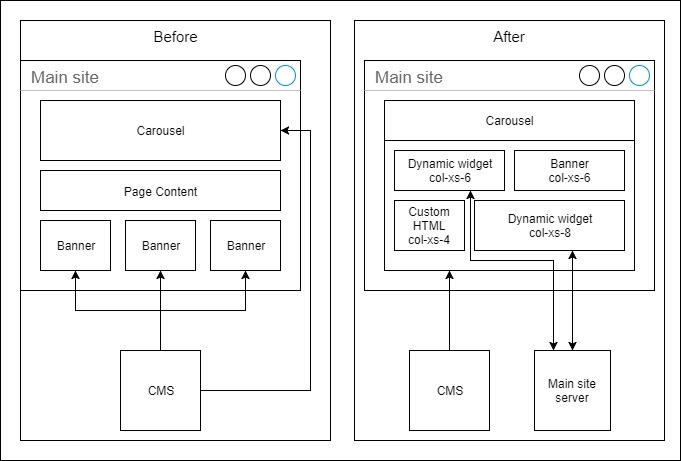 Before
Main site
Carousel
Page Content
Banner
Banner
Banner
CMS
After
Main site
Carousel
Dynamic widget
col-xs-6
Banner
col-xs-6
Custom
HTML
col-xs-4
Dynamic widget
col-xs-8
CMS
Main site
server